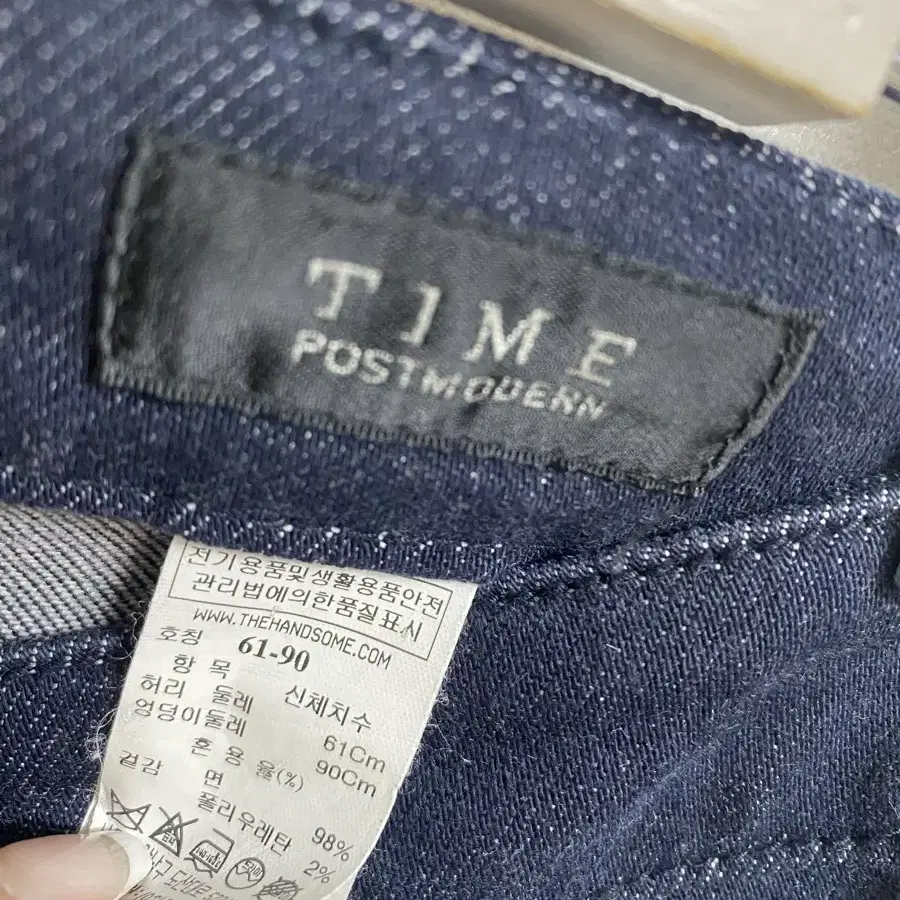 TIME
POSTMODERN
전기용품및생활용품안전
관리법에의한품질표시
WWW.THEHANDSOME.COM
호칭 61-90
항 목 신체치수
허리 둘레 61Cm
엉덩이둘레 90Cm
혼 용 율(%)
겉감 면 98%
폴리우레탄 2%